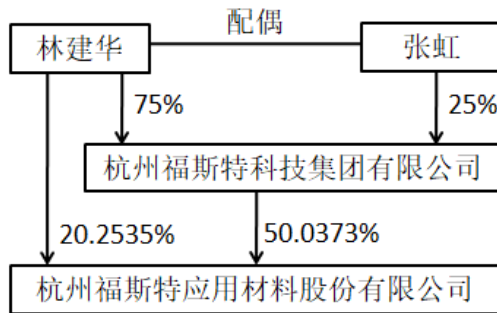 配偶
林建华
张虹
75%
25%
杭州福斯特科技集团有限公司
20.2535%
50.0373%
杭州福斯特应用材料股份有限公司